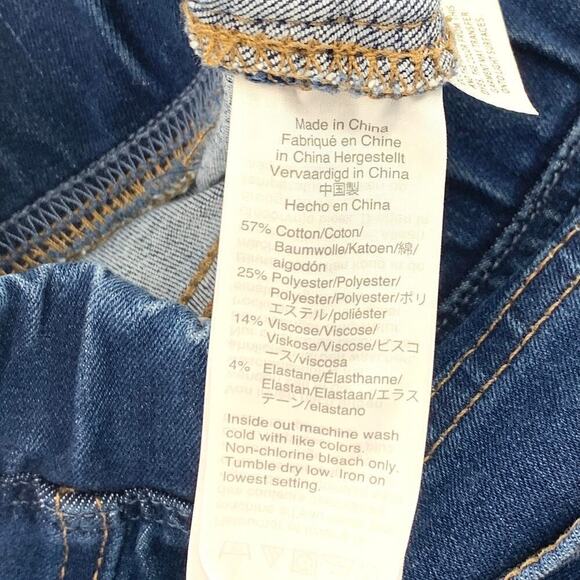 Made in China
Fabriqué en Chine
in China Hergestellt
Vervaardigd in China
中国製
Hecho en China
57% Cotton/Coton/
Baumwolle/Katoen/綿/
algodón
25% Polyester/Polyester/
Polyester/Polyester/ポリ
エステル/poliéster
14% Viscose/Viscose/
Viskose/Viscose/ビスコ
ース/viscosa
4% Elastane/Élasthanne/
Elastan/Elastaan/エラス
テーン/elastano
Inside out machine wash
cold with like colors.
Non-chlorine bleach only.
Tumble dry low. Iron on
lowest setting.